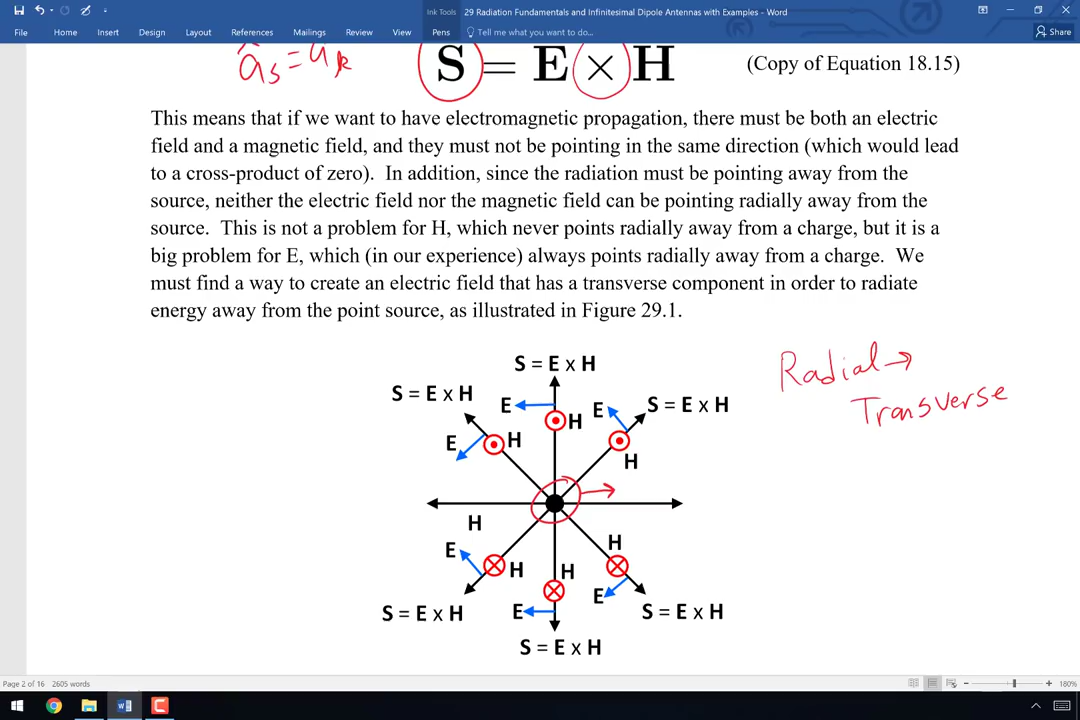 Ink Tools
29 Radiation Fundamentals and Infinitesimal Dipole Antennas with Examples - Word
File Home Insert Design Layout References Mailings Review View Pens Tell me what you want to do... Share
S = E × H (Copy of Equation 18.15)
This means that if we want to have electromagnetic propagation, there must be both an electric
field and a magnetic field, and they must not be pointing in the same direction (which would lead
to a cross-product of zero). In addition, since the radiation must be pointing away from the
source, neither the electric field nor the magnetic field can be pointing radially away from the
source. This is not a problem for H, which never points radially away from a charge, but it is a
big problem for E, which (in our experience) always points radially away from a charge. We
must find a way to create an electric field that has a transverse component in order to radiate
energy away from the point source, as illustrated in Figure 29.1.
S = E x H
S = E x H
S = E x H
E
E
E
H
H
H
Radial →
Transverse
H
E
H
H
H
E
E
S = E x H
S = E x H
S = E x H
Page 2 of 16 2605 words
180%